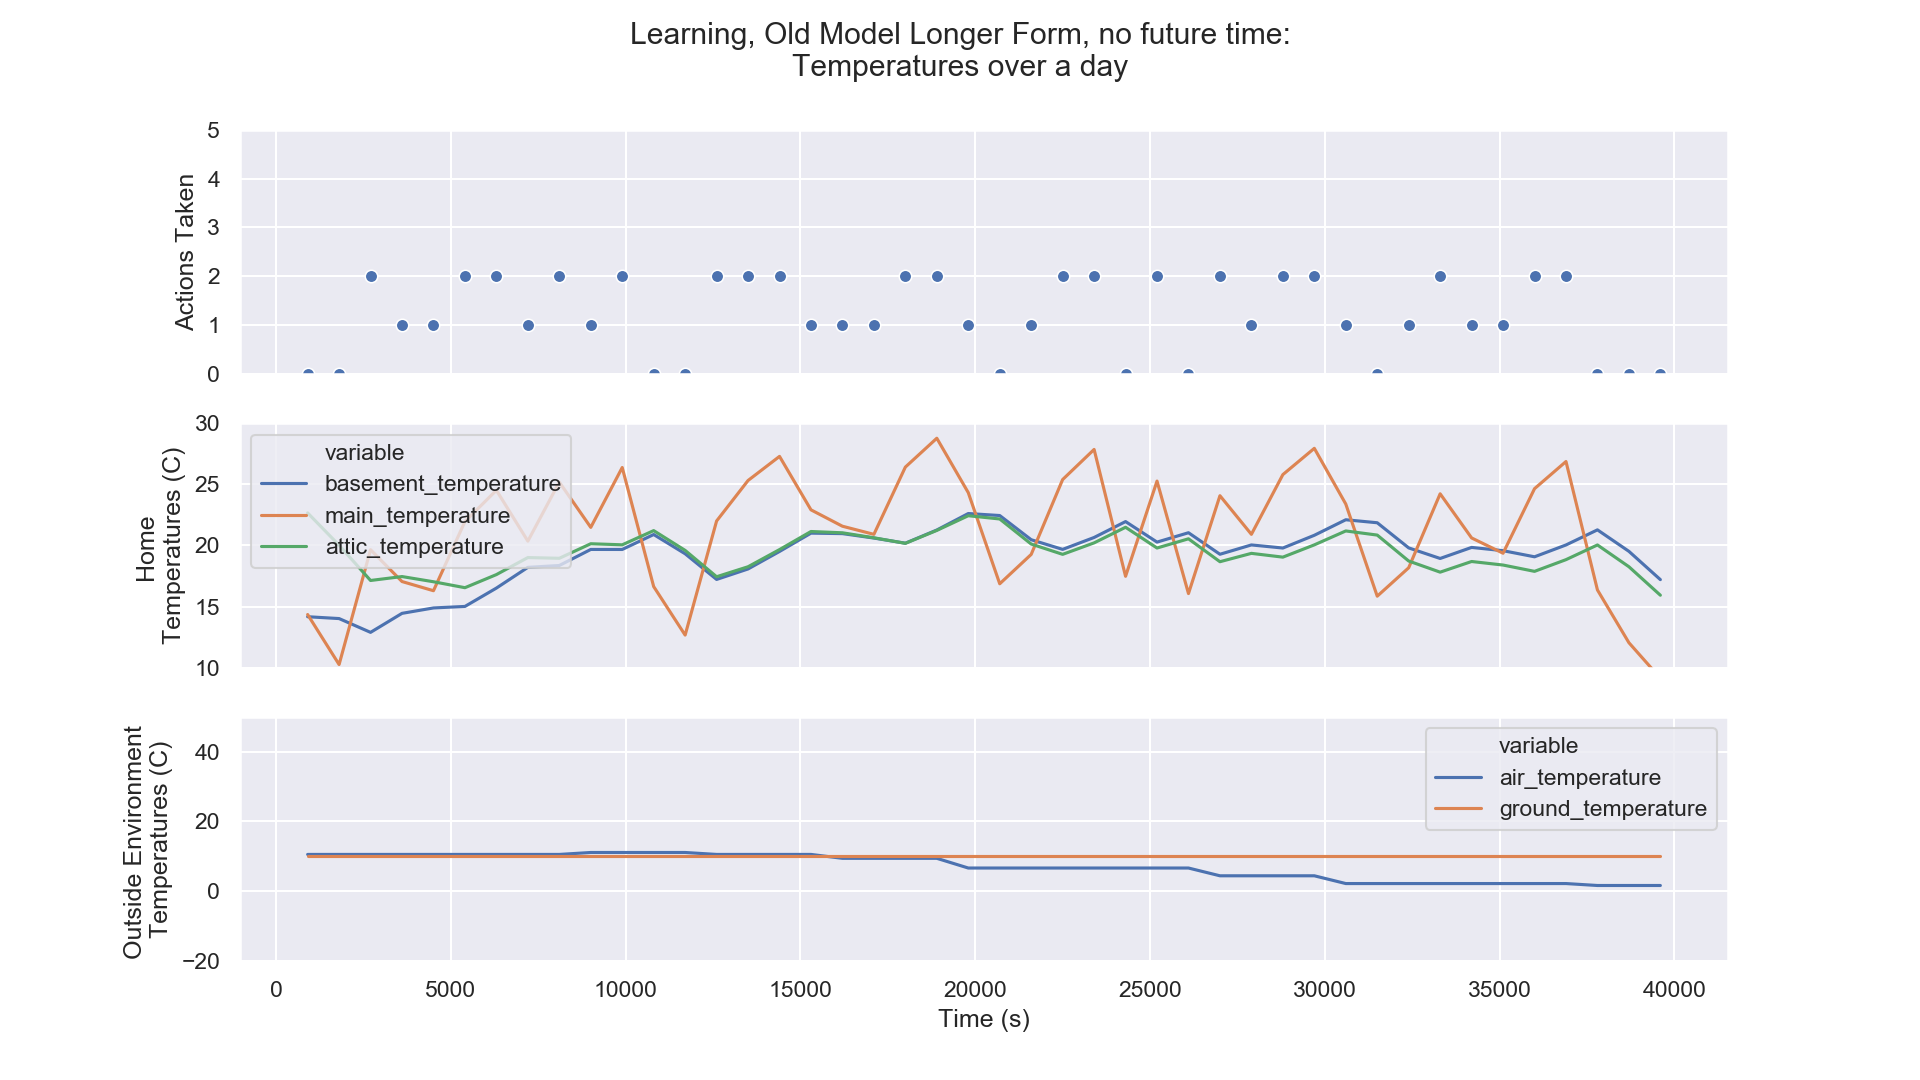 Learning, Old Model Longer Form, no future time:
Temperatures over a day
5
4
3
2
1
0
Actions Taken
30
25
20
15
10
Home
Temperatures (C)
variable
basement_temperature
main_temperature
attic_temperature
40
20
0
−20
Outside Environment
Temperatures (C)
variable
air_temperature
ground_temperature
0 5000 10000 15000 20000 25000 30000 35000 40000
Time (s)